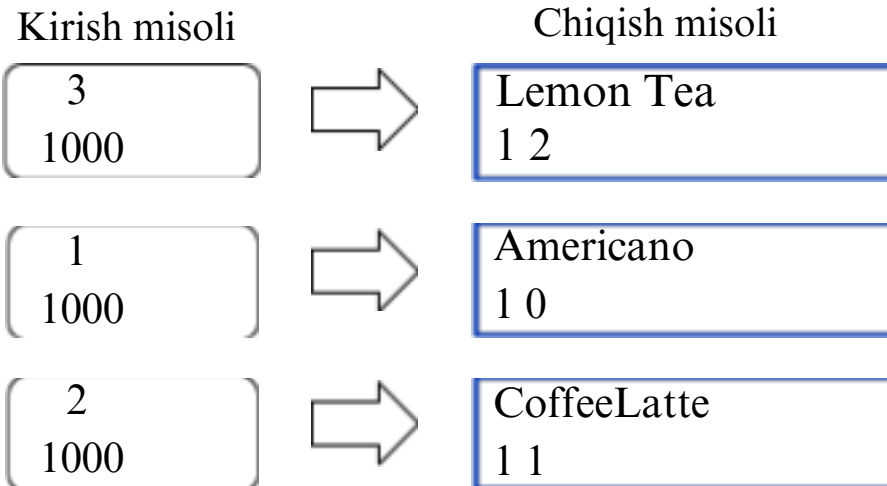 Kirish misoli
Chiqish misoli
3
1000
Lemon Tea
1 2
1
1000
Americano
1 0
2
1000
CoffeeLatte
1 1